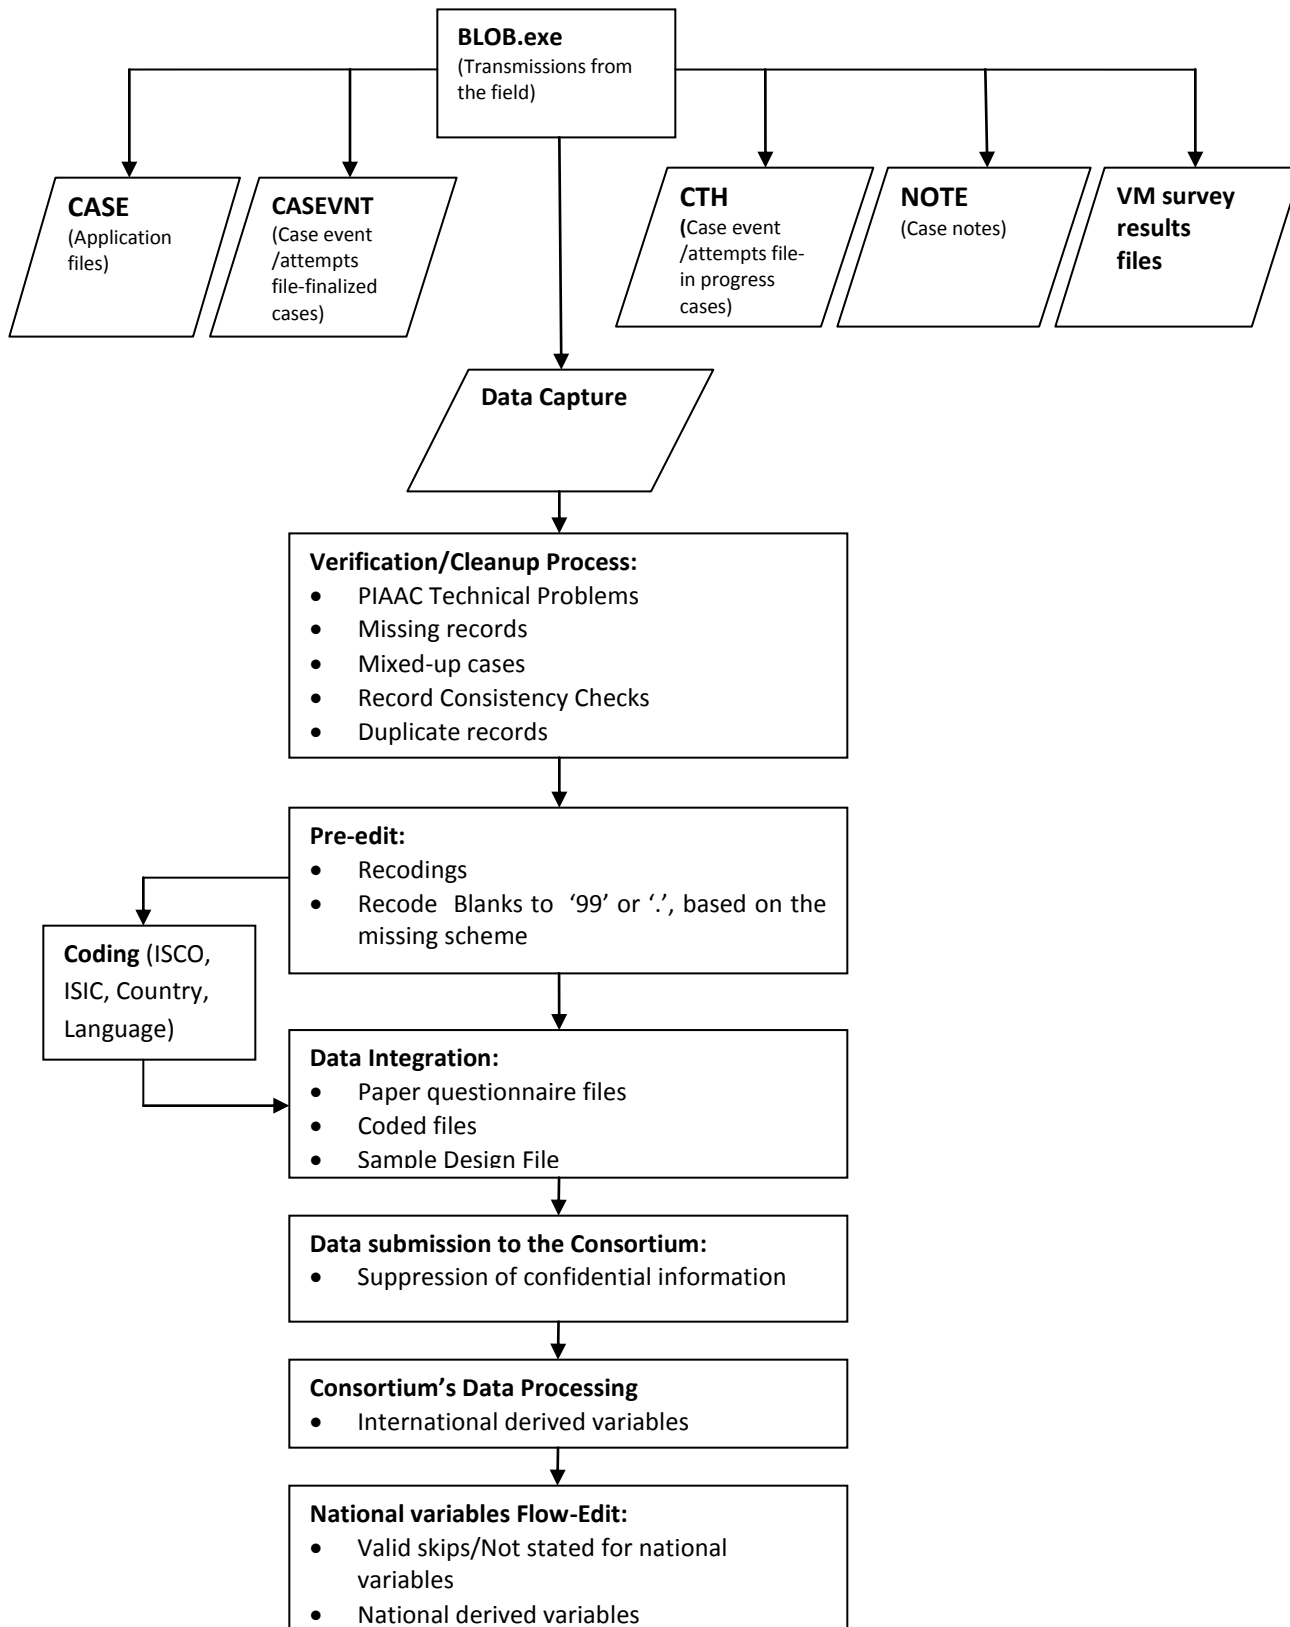 BLOB.exe
(Transmissions from
the field)
CASE
(Application
files)
CASEVNT
(Case event
/attempts
file-finalized
cases)
CTH
(Case event
/attempts file-
in progress
cases)
NOTE
(Case notes)
VM survey
results
files
Data Capture
Verification/Cleanup Process:
• PIAAC Technical Problems
• Missing records
• Mixed-up cases
• Record Consistency Checks
• Duplicate records
Pre-edit:
• Recodings
• Recode Blanks to ‘99’ or ‘.’, based on the
missing scheme
Coding (ISCO,
ISIC, Country,
Language)
Data Integration:
• Paper questionnaire files
• Coded files
• Sample Design File
Data submission to the Consortium:
• Suppression of confidential information
Consortium’s Data Processing
• International derived variables
National variables Flow-Edit:
• Valid skips/Not stated for national
variables
• National derived variables